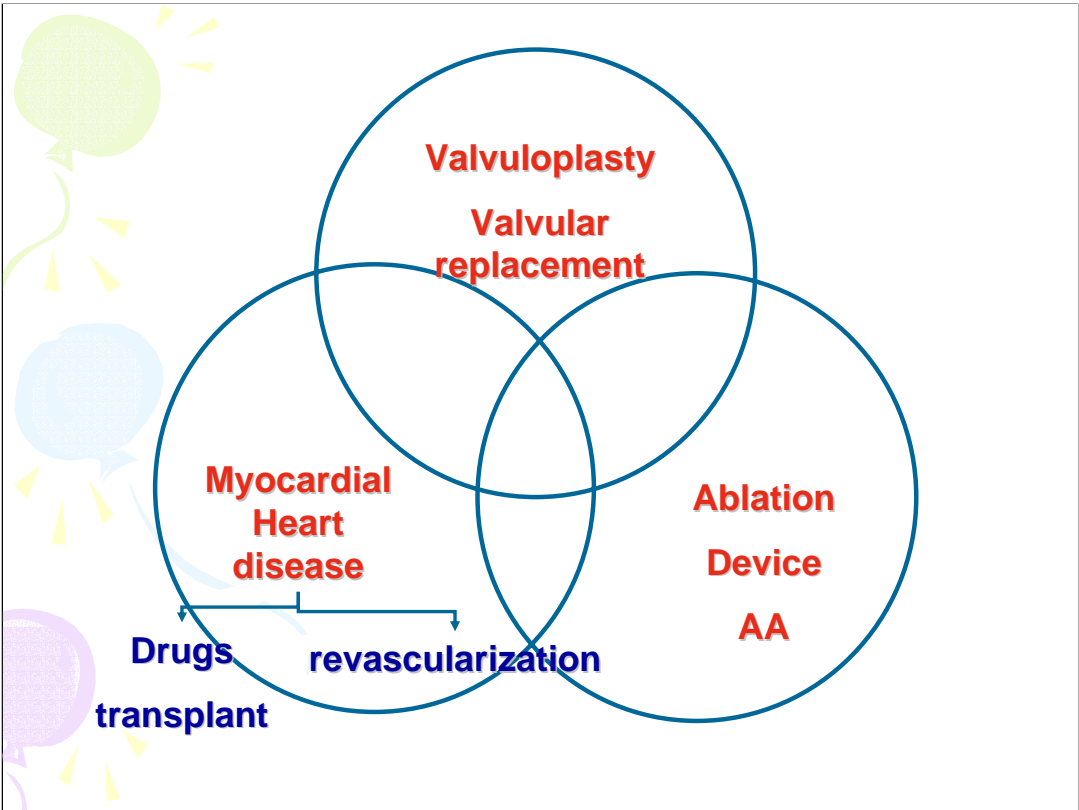 Valvuloplasty
Valvular
replacement
Myocardial
Heart
disease
Ablation
Device
AA
Drugs
transplant
revascularization